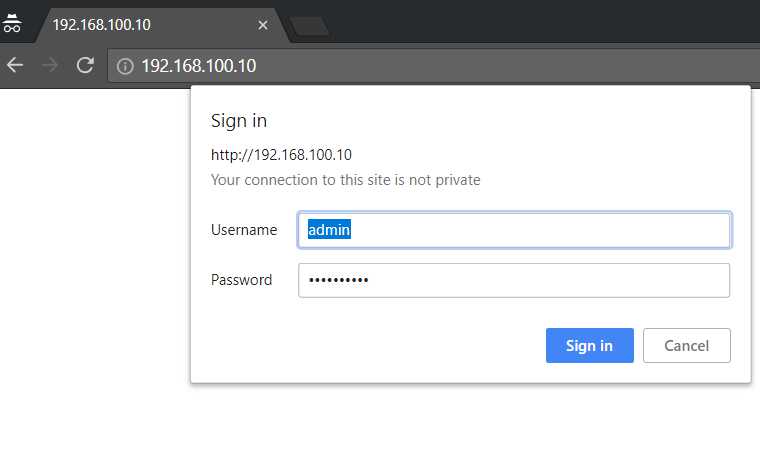 192.168.100.10
192.168.100.10
Sign in
http://192.168.100.10
Your connection to this site is not private
Username admin
Password ••••••••••
Sign in Cancel